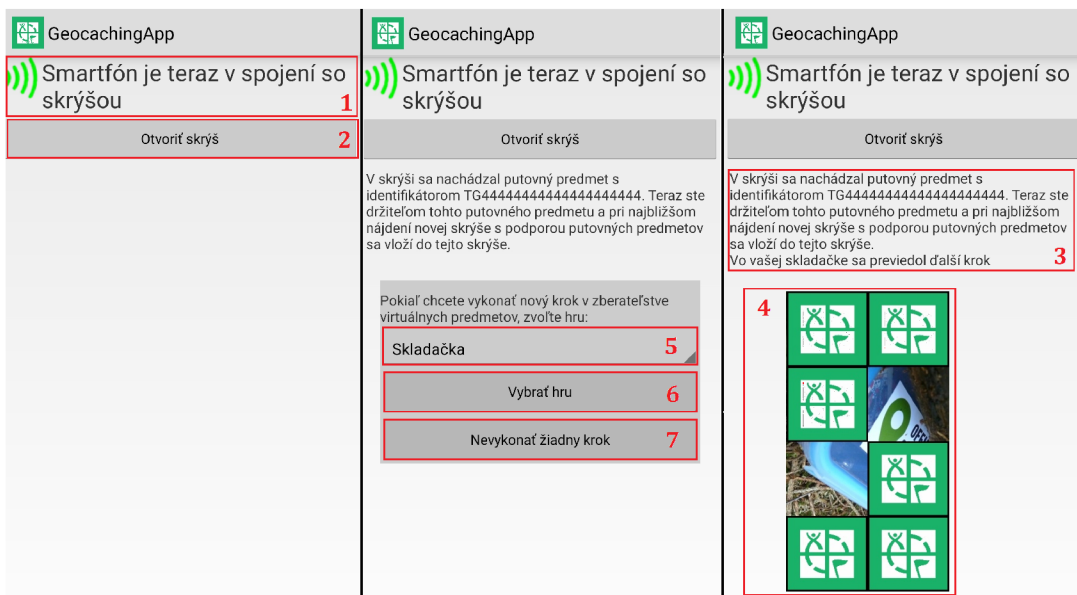 GeocachingApp
Smartfón je teraz v spojení so
skrýšou
1
Otvoriť skrýš
2
GeocachingApp
Smartfón je teraz v spojení so
skrýšou
Otvoriť skrýš
V skrýši sa nachádzal putovný predmet s
identifikátorom TG44444444444444444444. Teraz ste
držiteľom tohto putovného predmetu a pri najbližšom
nájdení novej skrýše s podporou putovných predmetov
sa vloží do tejto skrýše.
Pokiaľ chcete vykonať nový krok v zberateľstve
virtuálnych predmetov, zvoľte hru:
Skladačka
5
Vybrať hru
6
Nevykonať žiadny krok
7
GeocachingApp
Smartfón je teraz v spojení so
skrýšou
Otvoriť skrýš
V skrýši sa nachádzal putovný predmet s
identifikátorom TG44444444444444444444. Teraz ste
držiteľom tohto putovného predmetu a pri najbližšom
nájdení novej skrýše s podporou putovných predmetov
sa vloží do tejto skrýše.
Vo vašej skladačke sa previedol ďalší krok
3
4